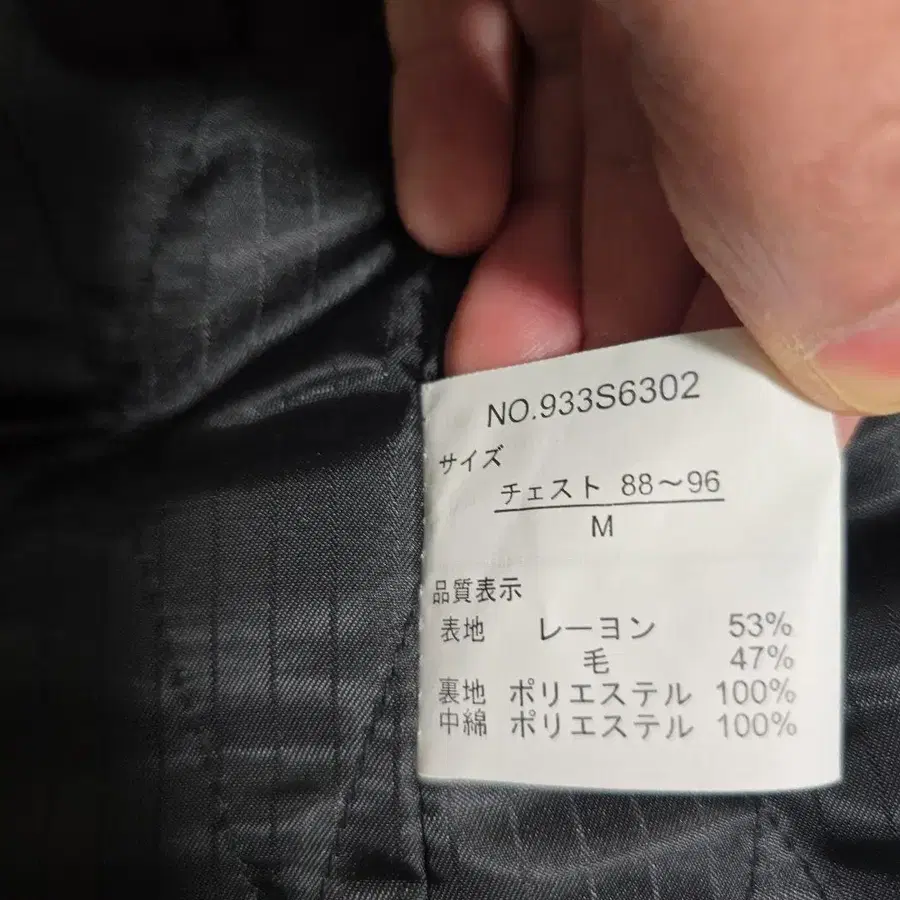 NO.933S6302
サイズ
チェスト 88～96
M
品質表示
表地 レーヨン 53%
毛 47%
裏地 ポリエステル 100%
中綿 ポリエステル 100%